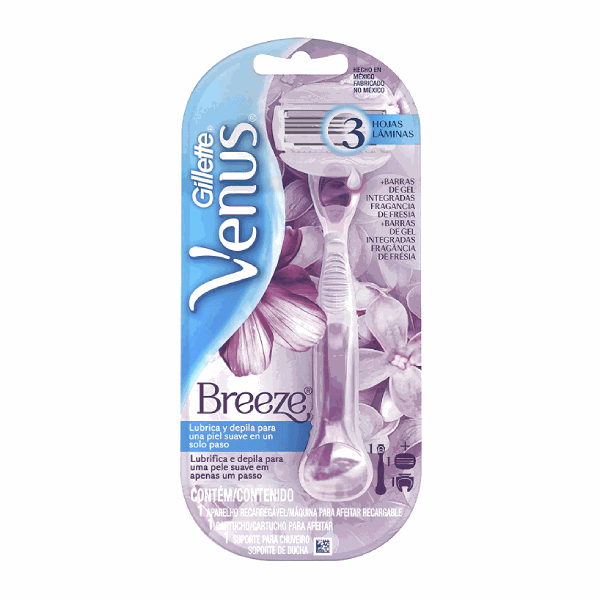 HECHO EN
MÉXICO
FABRICADO
NO MÉXICO
Gillette
Venus®
3 HOJAS
LÂMINAS
+BARRAS
DE GEL
INTEGRADAS
FRAGANCIA
DE FRESIA
+BARRAS
DE GEL
INTEGRADAS
FRAGÂNCIA
DE FRÉSIA
Breeze®
Lubrica y depila para
una piel suave en un
solo paso
Lubrifica e depila para
uma pele suave em
apenas um passo
1 +
1
1
CONTÉM/CONTENIDO
1 APARELHO RECARREGÁVEL/MÁQUINA PARA AFEITAR RECARGABLE
1 CARTUCHO/CARTUCHO PARA AFEITAR
1 SUPORTE PARA CHUVEIRO
SOPORTE DE DUCHA